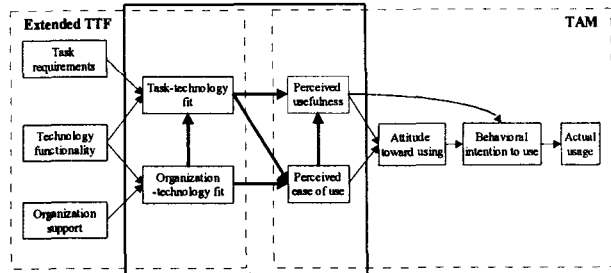 Extended TTF
TAM
Task
requirements
Task-technology
fit
Perceived
usefulness
Technology
functionality
Attitude
toward using
Behavioral
intention to use
Actual
usage
Organization
-technology fit
Perceived
ease of use
Organization
support